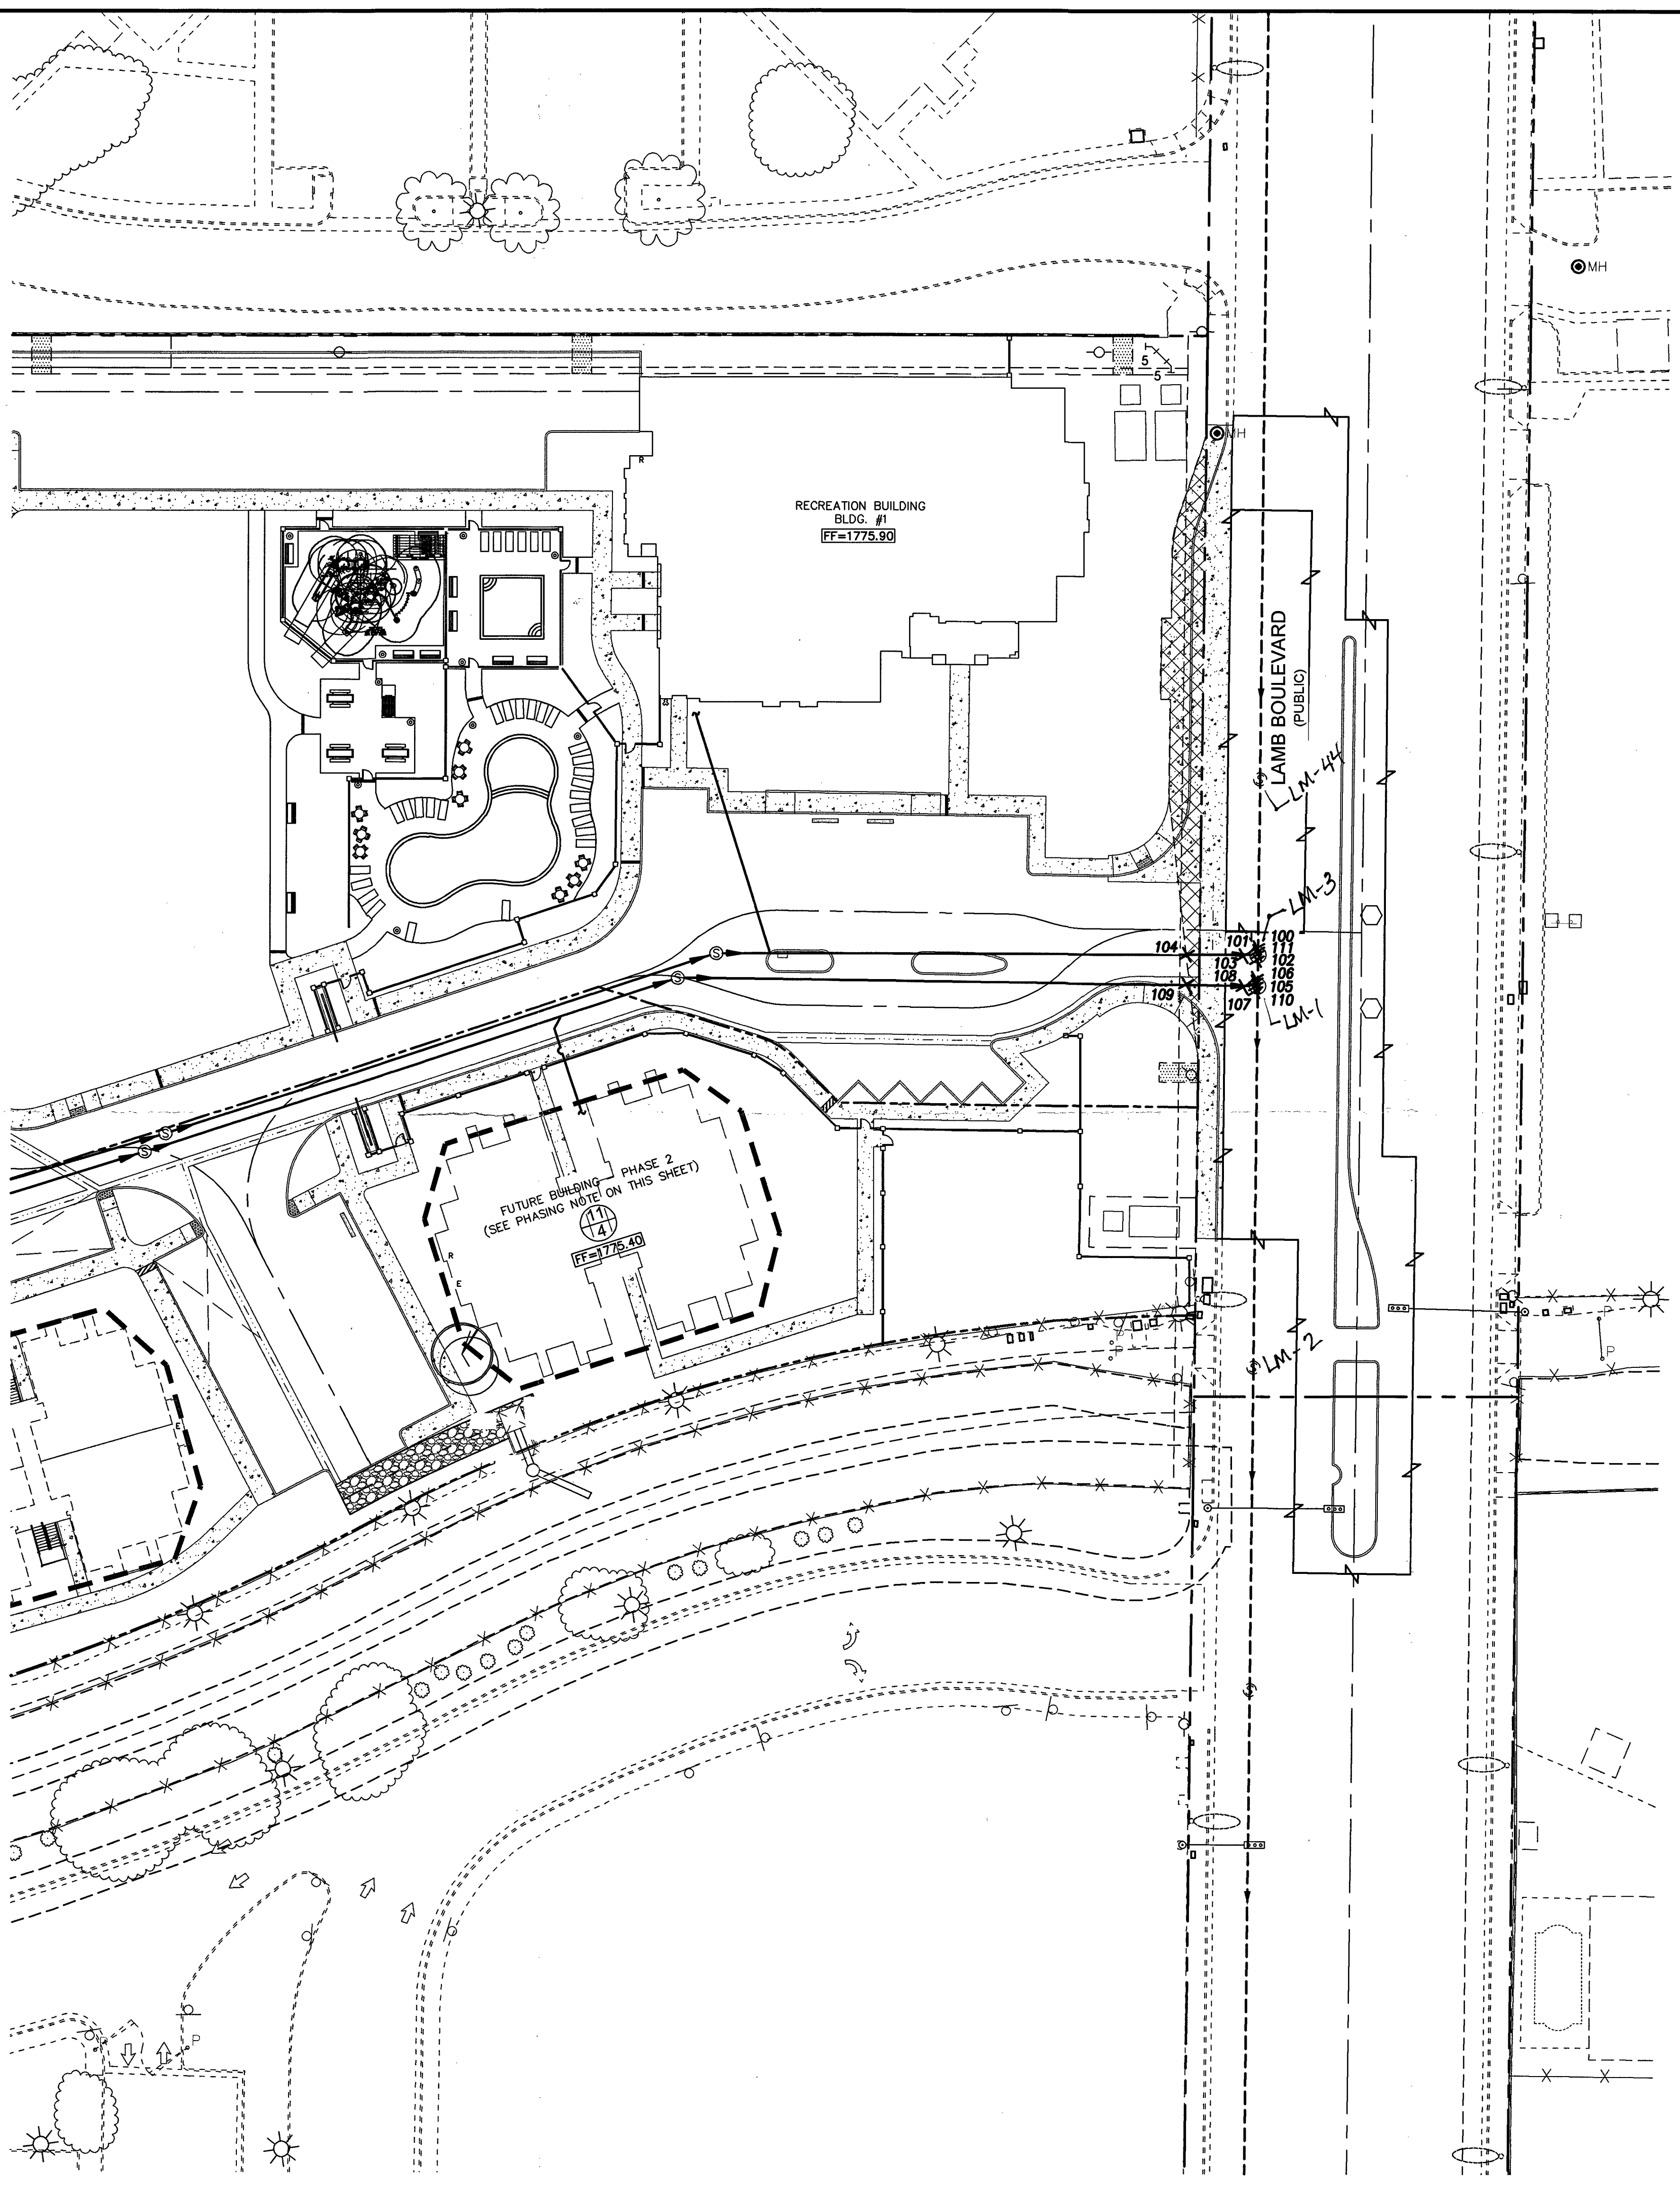 MH
5
5
MH
R
RECREATION BUILDING
BLDG. #1
FF=1775.90
LAMB BOULEVARD
(PUBLIC)
(S)
LM-44
LM-3
S
S
104
101
100
111
103
102
108
106
105
109
107
110
LM-1
S
S
FUTURE BUILDING PHASE 2
(SEE PHASING NOTE ON THIS SHEET)
11
4
FF=1775.40
R
E
P
P
P
(S)
LM-2
E
(S)
P
P